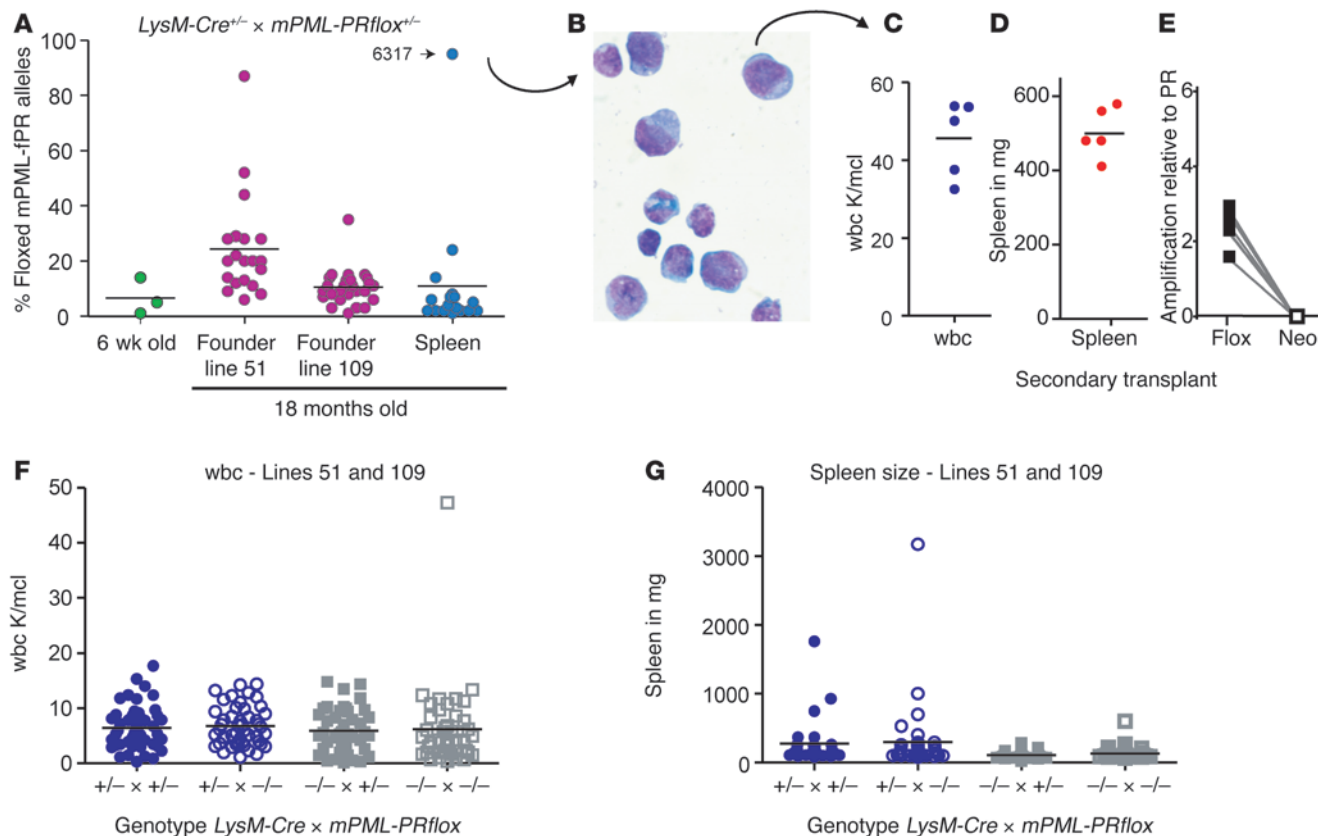 A
LysM-Cre+/– × mPML-PRflox+/–
% Floxed mPML-fPR alleles
100
80
60
40
20
0
6317
6 wk old
Founder line 51
Founder line 109
Spleen
18 months old
B
C
wbc K/mcl
60
40
20
0
wbc
D
Spleen in mg
600
400
200
0
Spleen
E
Amplification relative to PR
6
4
2
0
Flox
Neo
Secondary transplant
F
wbc - Lines 51 and 109
wbc K/mcl
50
40
30
20
10
0
+/– × +/–
+/– × –/–
–/– × +/–
–/– × –/–
Genotype LysM-Cre × mPML-PRflox
G
Spleen size - Lines 51 and 109
Spleen in mg
4000
3000
2000
1000
0
+/– × +/–
+/– × –/–
–/– × +/–
–/– × –/–
Genotype LysM-Cre × mPML-PRflox